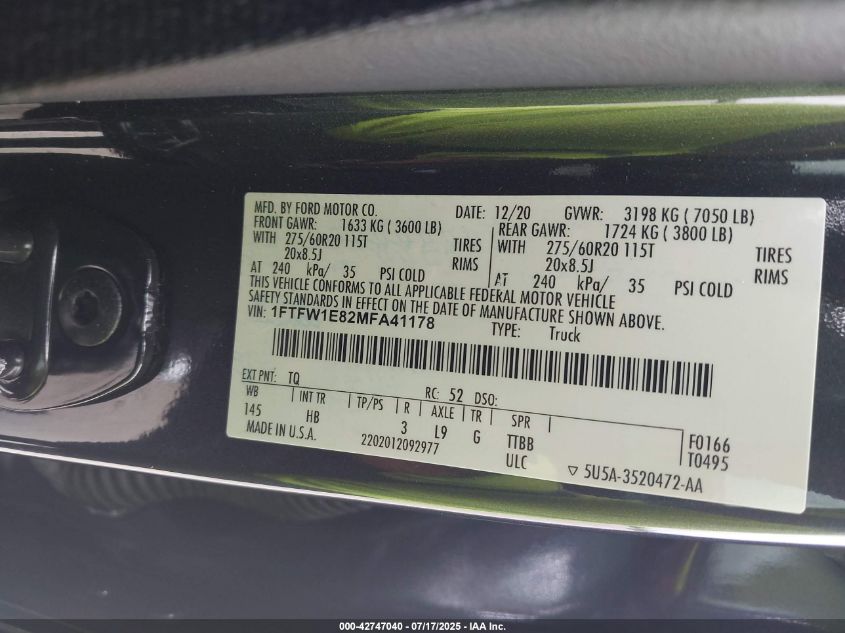 MFD. BY FORD MOTOR CO. DATE: 12/20 GVWR: 3198 KG ( 7050 LB)
FRONT GAWR: 1633 KG ( 3600 LB) REAR GAWR: 1724 KG ( 3800 LB)
WITH 275/60R20 115T TIRES WITH 275/60R20 115T TIRES
20x8.5J RIMS 20x8.5J RIMS
AT 240 kPa/ 35 PSI COLD AT 240 kPa/ 35 PSI COLD
THIS VEHICLE CONFORMS TO ALL APPLICABLE FEDERAL MOTOR VEHICLE
SAFETY STANDARDS IN EFFECT ON THE DATE OF MANUFACTURE SHOWN ABOVE.
VIN: 1FTFW1E82MFA41178 TYPE: Truck
EXT PNT: TQ RC: 52 DSO:
WB INT TR TP/PS R AXLE TR SPR F0166
145 HB 3 L9 G TTBB T0495
MADE IN U.S.A. 2202012092977 ULC ▽ 5U5A-3520472-AA
000-42747040 - 07/17/2025 - IAA Inc.